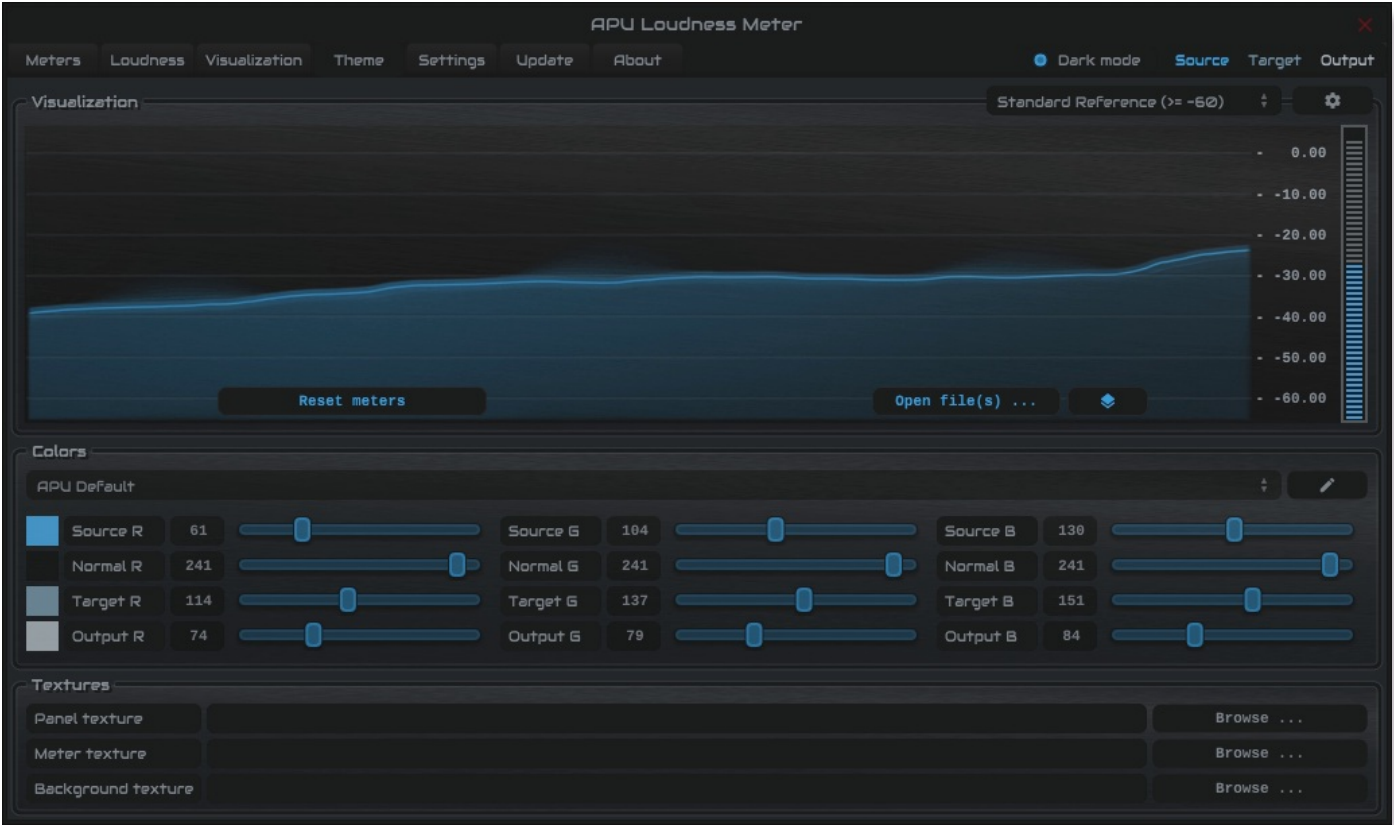 APU Loudness Meter
Meters Loudness Visualization Theme Settings Update About Dark mode Source Target Output
Visualization Standard Reference (>= -60)
- 0.00
- -10.00
- -20.00
- -30.00
- -40.00
- -50.00
- -60.00
Reset meters Open file(s) ...
Colors
APU Default
Source R 61 Source G 104 Source B 130
Normal R 241 Normal G 241 Normal B 241
Target R 114 Target G 137 Target B 151
Output R 74 Output G 79 Output B 84
Textures
Panel texture Browse ...
Meter texture Browse ...
Background texture Browse ...